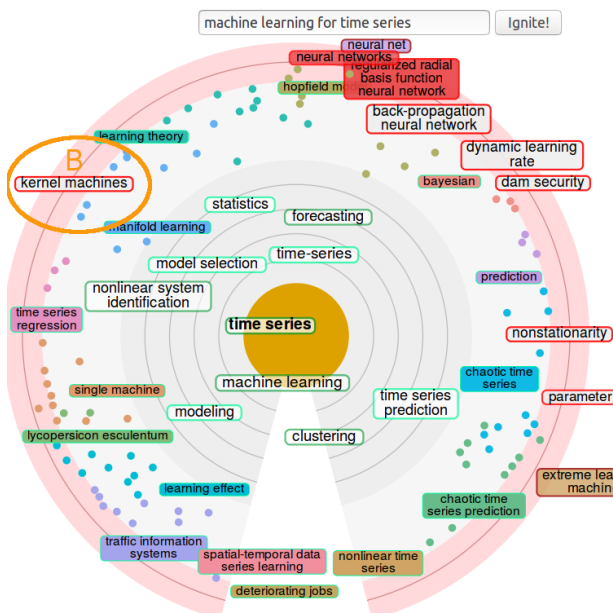 machine learning for time series
Ignite!
neural net
neural networks
regularized radial
basis function
neural network
hopfield
back-propagation
neural network
learning theory
dynamic learning
rate
B
kernel machines
bayesian
dam security
statistics
forecasting
manifold learning
time-series
model selection
prediction
nonlinear system
identification
time series
regression
time series
nonstationarity
chaotic time
series
machine learning
single machine
time series
prediction
parameter
modeling
lycopersicon esculentum
clustering
learning effect
extreme
chaotic time
series prediction
traffic information
systems
spatial-temporal data
series learning
nonlinear time
series
deteriorating jobs